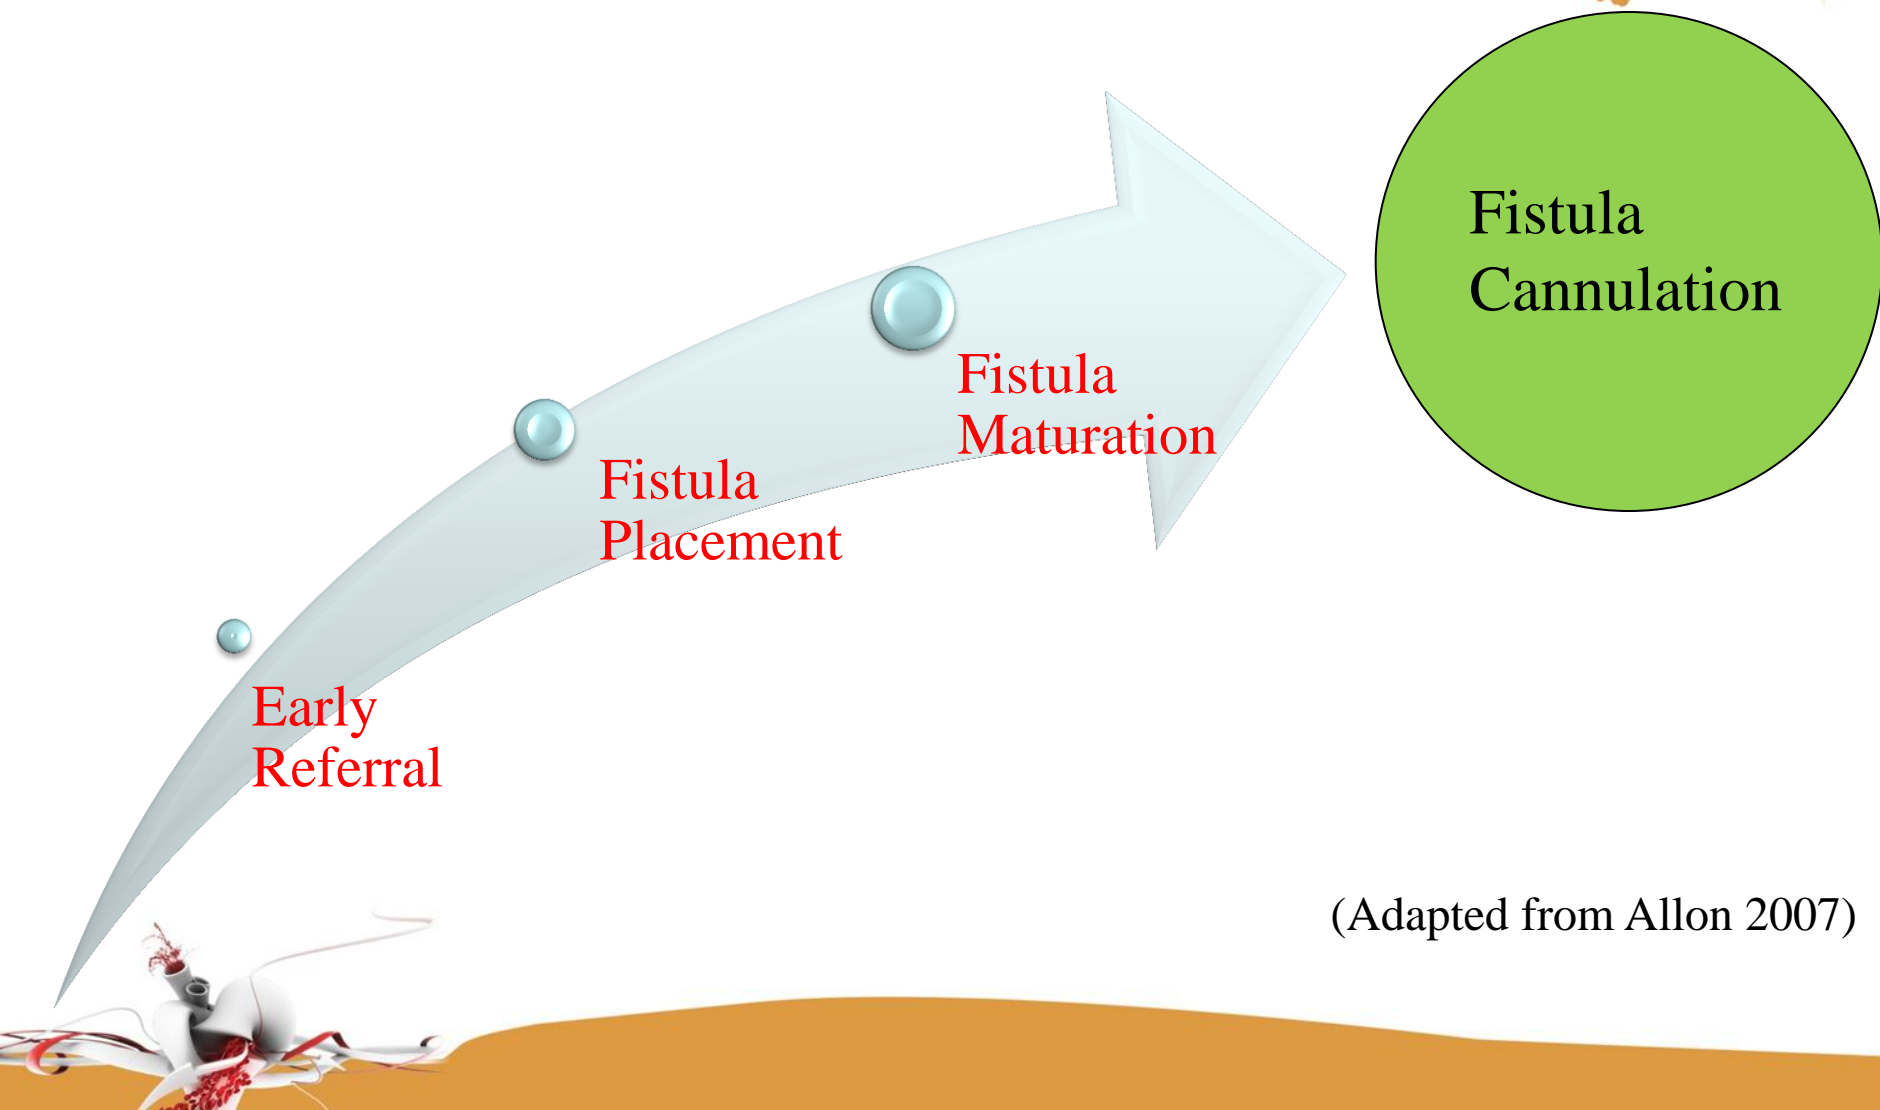 Early
Referral
Fistula
Placement
Fistula
Maturation
Fistula
Cannulation
(Adapted from Allon 2007)